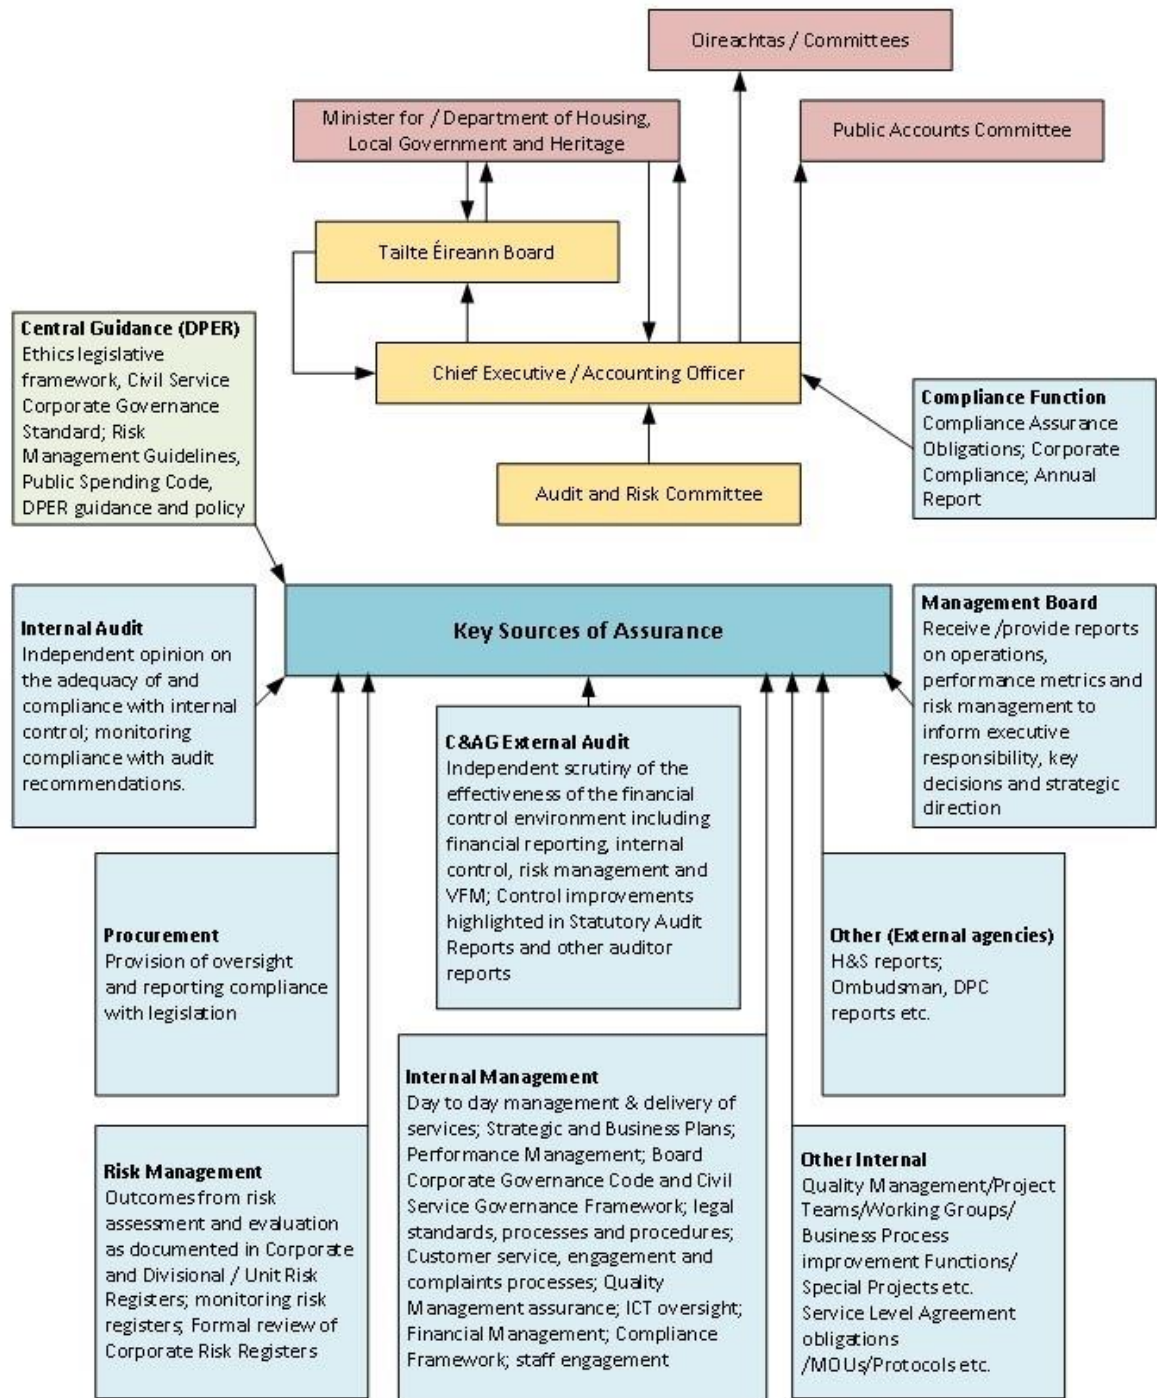 Oireachtas / Committees
Minister for / Department of Housing,
Local Government and Heritage
Public Accounts Committee
Tailte Éireann Board
Chief Executive / Accounting Officer
Audit and Risk Committee
Central Guidance (DPER)
Ethics legislative
framework, Civil Service
Corporate Governance
Standard; Risk
Management Guidelines,
Public Spending Code,
DPER guidance and policy
Compliance Function
Compliance Assurance
Obligations; Corporate
Compliance; Annual
Report
Key Sources of Assurance
Internal Audit
Independent opinion on
the adequacy of and
compliance with internal
control; monitoring
compliance with audit
recommendations.
Management Board
Receive /provide reports
on operations,
performance metrics and
risk management to
inform executive
responsibility, key
decisions and strategic
direction
C&AG External Audit
Independent scrutiny of the
effectiveness of the financial
control environment including
financial reporting, internal
control, risk management and
VFM; Control improvements
highlighted in Statutory Audit
Reports and other auditor
reports
Procurement
Provision of oversight
and reporting compliance
with legislation
Other (External agencies)
H&S reports;
Ombudsman, DPC
reports etc.
Risk Management
Outcomes from risk
assessment and evaluation
as documented in Corporate
and Divisional / Unit Risk
Registers; monitoring risk
registers; Formal review of
Corporate Risk Registers
Internal Management
Day to day management & delivery of
services; Strategic and Business Plans;
Performance Management; Board
Corporate Governance Code and Civil
Service Governance Framework; legal
standards, processes and procedures;
Customer service, engagement and
complaints processes; Quality
Management assurance; ICT oversight;
Financial Management; Compliance
Framework; staff engagement
Other Internal
Quality Management/Project
Teams/Working Groups/
Business Process
improvement Functions/
Special Projects etc.
Service Level Agreement
obligations
/MOUs/Protocols etc.